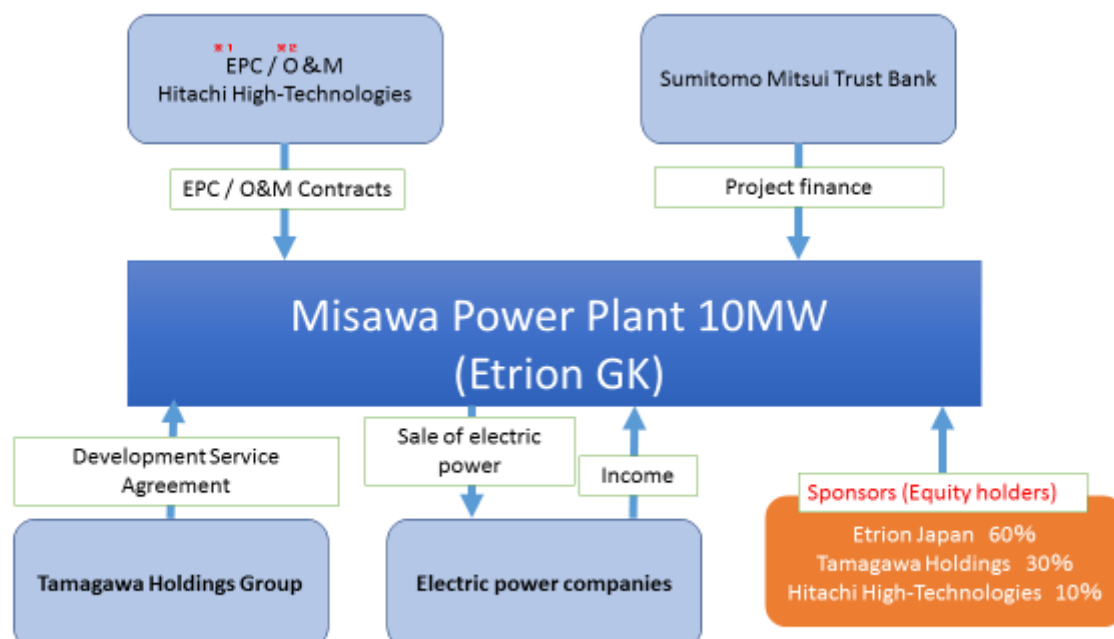 ※1 ※2
EPC / O&M
Hitachi High-Technologies
Sumitomo Mitsui Trust Bank
EPC / O&M Contracts
Project finance
Misawa Power Plant 10MW
(Etrion GK)
Development Service
Agreement
Sale of electric
power
Income
Sponsors (Equity holders)
Tamagawa Holdings Group
Electric power companies
Etrion Japan 60%
Tamagawa Holdings 30%
Hitachi High-Technologies 10%